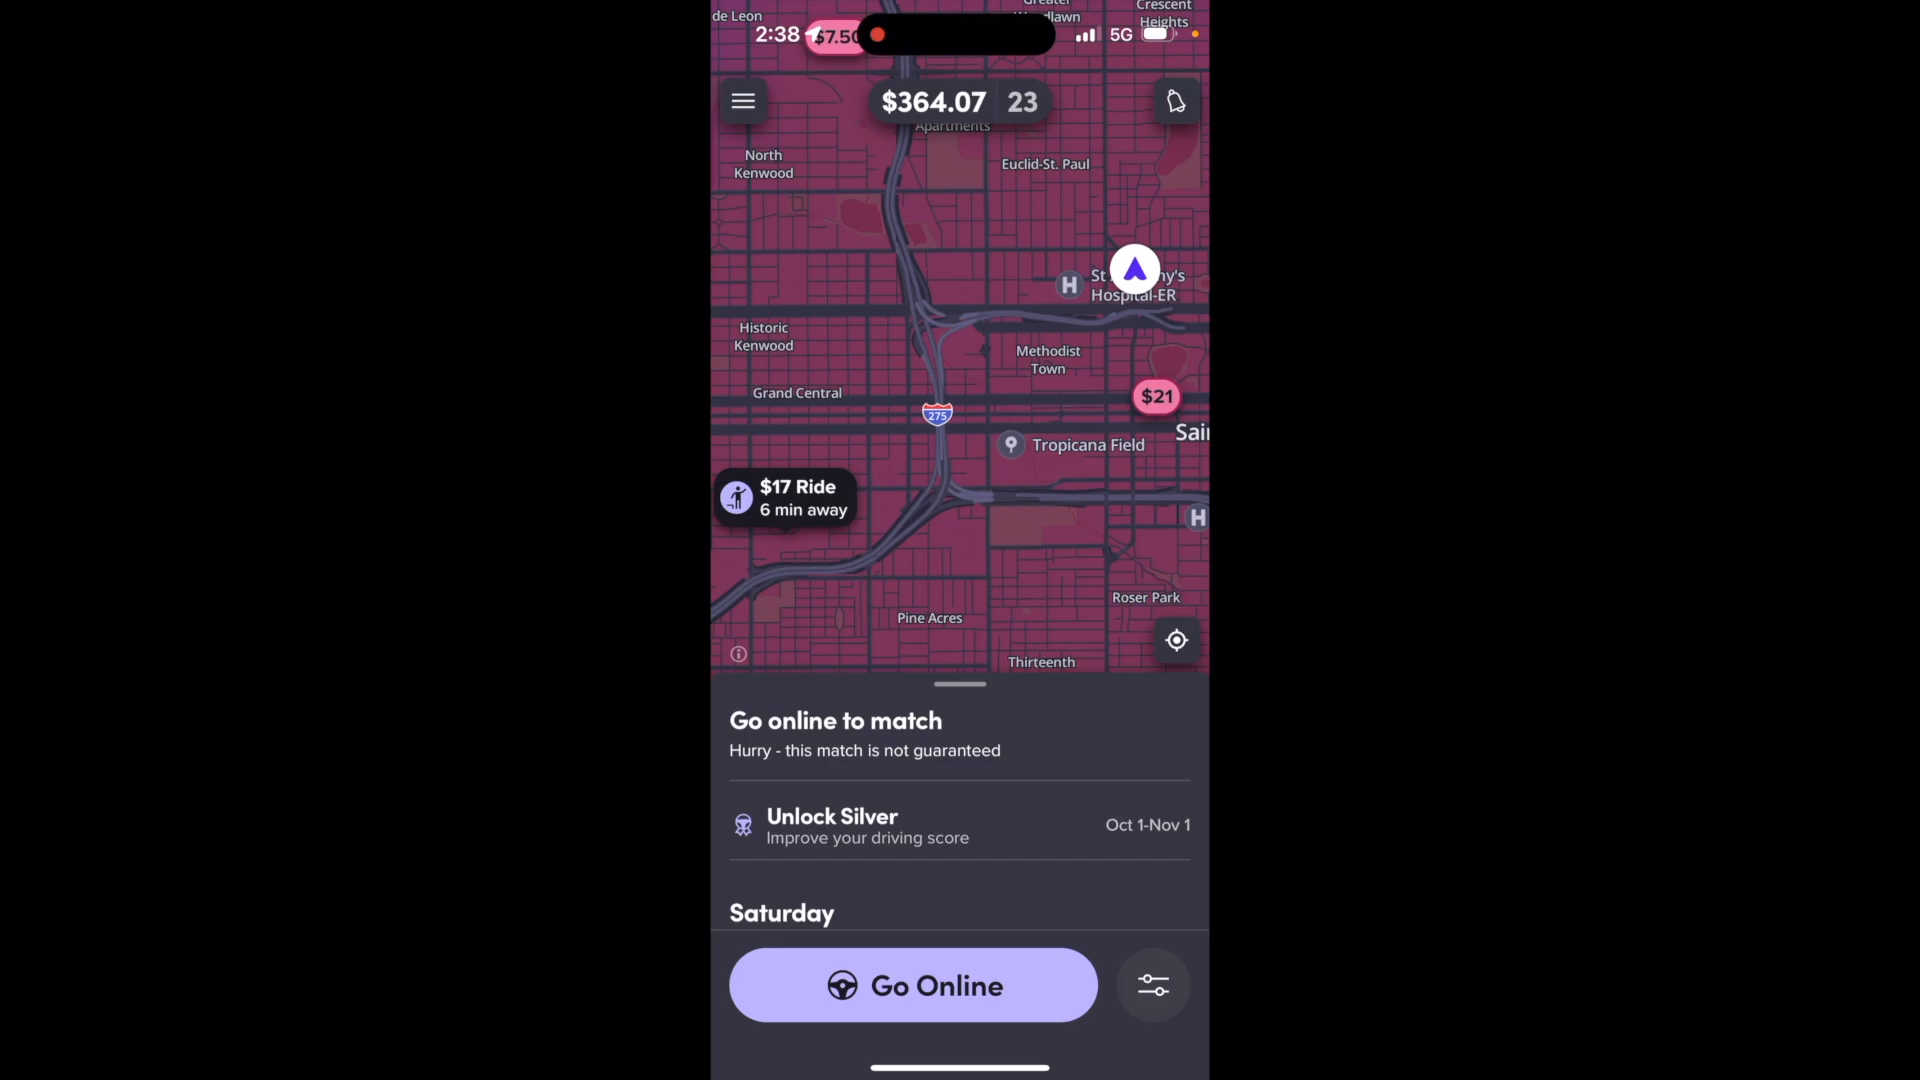 de Leon
Crescent
Heights
2:38
5G
$364.07 23
Apartments
North
Kenwood
Euclid-St. Paul
Hospital-ER
Historic
Kenwood
Methodist
Town
Grand Central
$21
275
Tropicana Field
$17 Ride
6 min away
Roser Park
Pine Acres
Thirteenth
Go online to match
Hurry - this match is not guaranteed
Unlock Silver
Improve your driving score
Oct 1-Nov 1
Saturday
Go Online